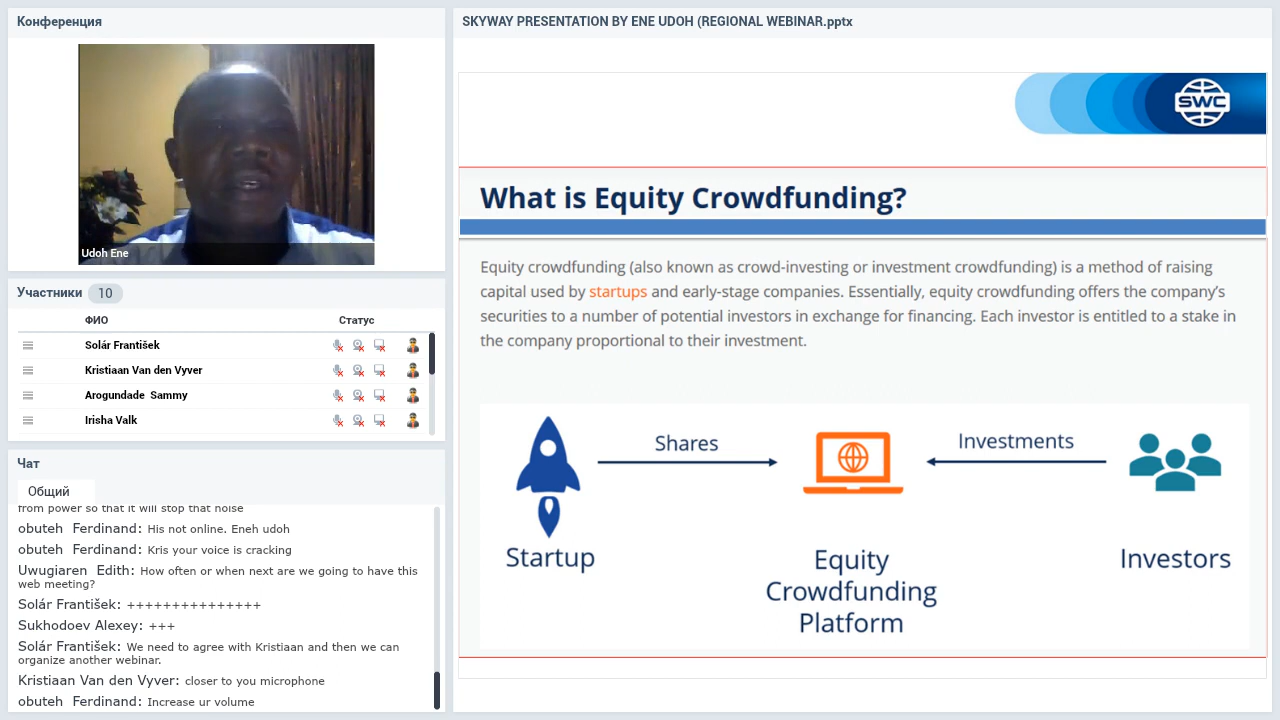 Конференция
Udoh Ene
Участники 10
ФИО Статус
Solár František
Kristiaan Van den Vyver
Arogundade Sammy
Irisha Valk
Чат
Общий
from power so that it will stop that noise
obuteh Ferdinand: His not online. Eneh udoh
obuteh Ferdinand: Kris your voice is cracking
Uwugiaren Edith: How often or when next are we going to have this
web meeting?
Solár František: +++++++++++++++
Sukhodoev Alexey: +++
Solár František: We need to agree with Kristiaan and then we can
organize another webinar.
Kristiaan Van den Vyver: closer to you microphone
obuteh Ferdinand: Increase ur volume
SKYWAY PRESENTATION BY ENE UDOH (REGIONAL WEBINAR.pptx
SWC
What is Equity Crowdfunding?
Equity crowdfunding (also known as crowd-investing or investment crowdfunding) is a method of raising
capital used by startups and early-stage companies. Essentially, equity crowdfunding offers the company's
securities to a number of potential investors in exchange for financing. Each investor is entitled to a stake in
the company proportional to their investment.
Shares
Investments
Startup
Equity
Crowdfunding
Platform
Investors